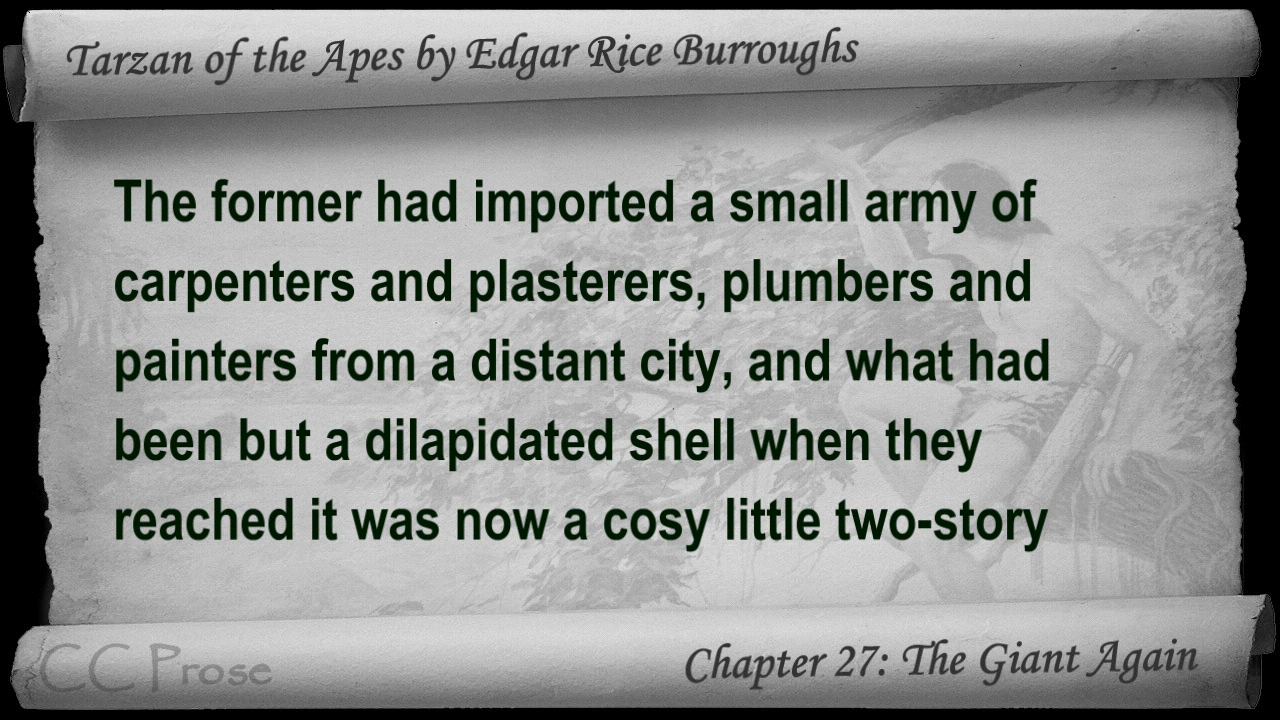 Tarzan of the Apes by Edgar Rice Burroughs
The former had imported a small army of
carpenters and plasterers, plumbers and
painters from a distant city, and what had
been but a dilapidated shell when they
reached it was now a cosy little two-story
CC Prose
Chapter 27: The Giant Again